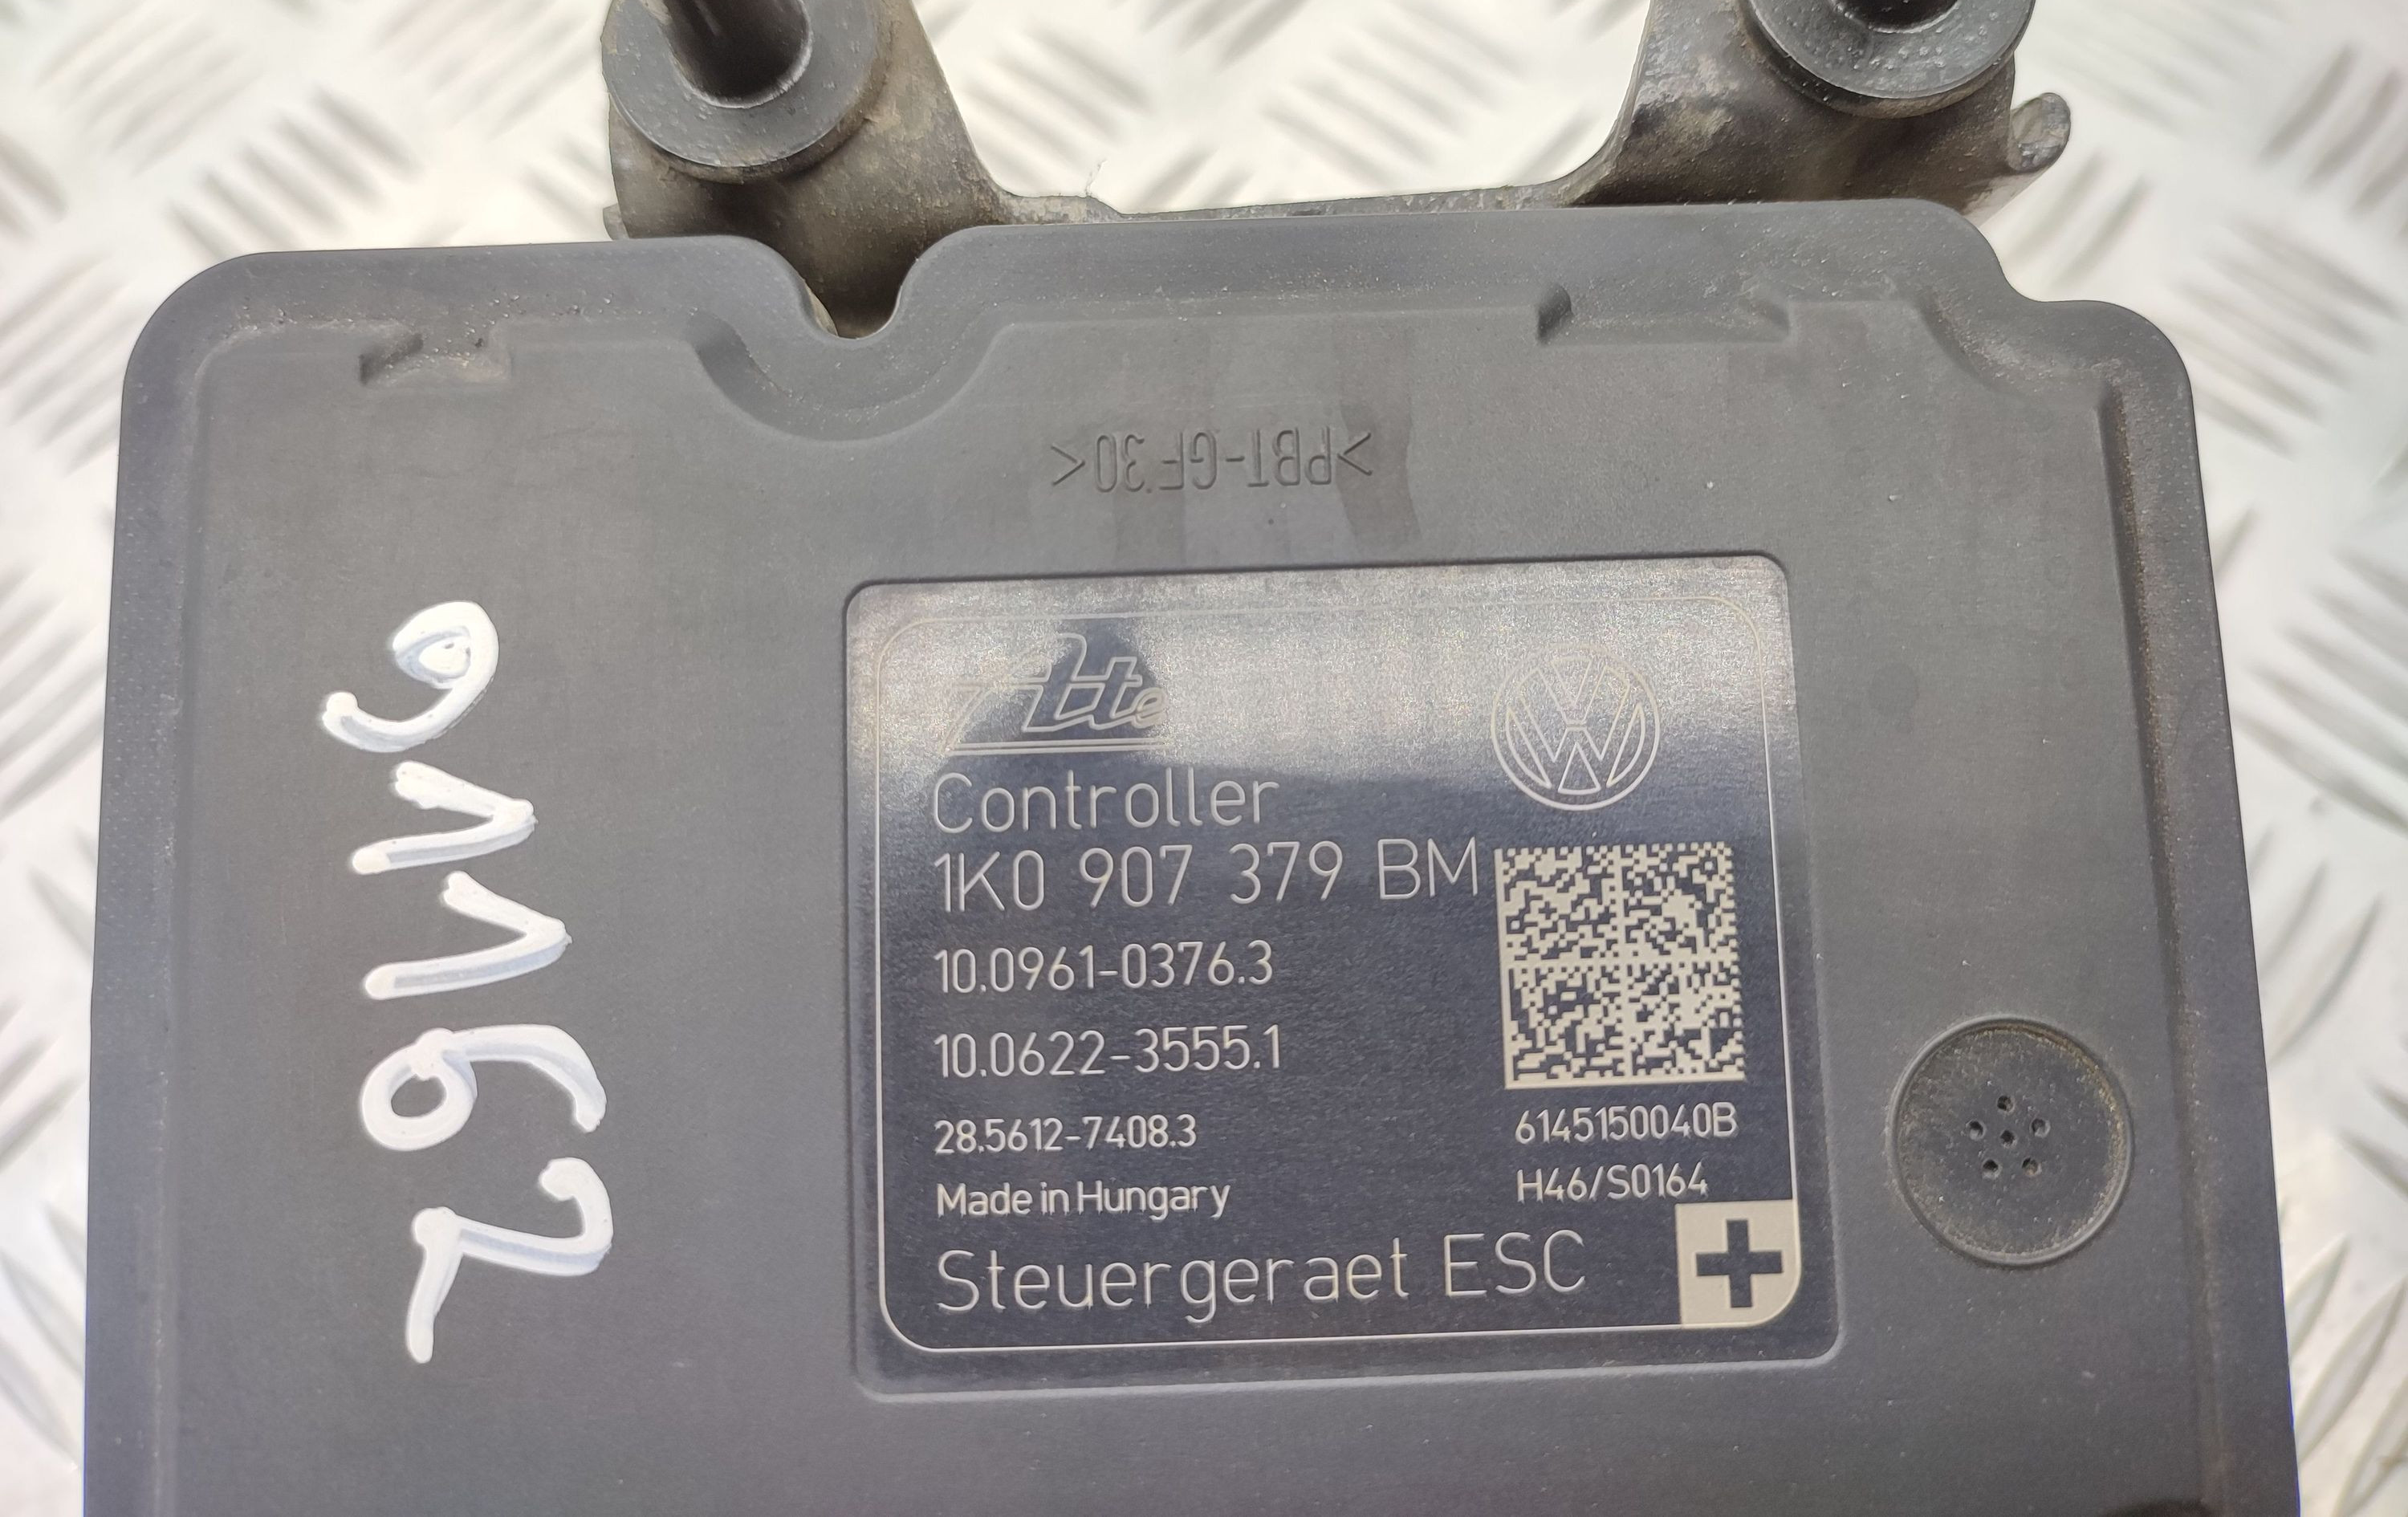 >PBT-GF30<
Ate
Controller
1K0 907 379 BM
10.0961-0376.3
10.0622-3555.1
28.5612-7408.3
Made in Hungary
Steuergeraet ESC
6145150040B
H46/S0164